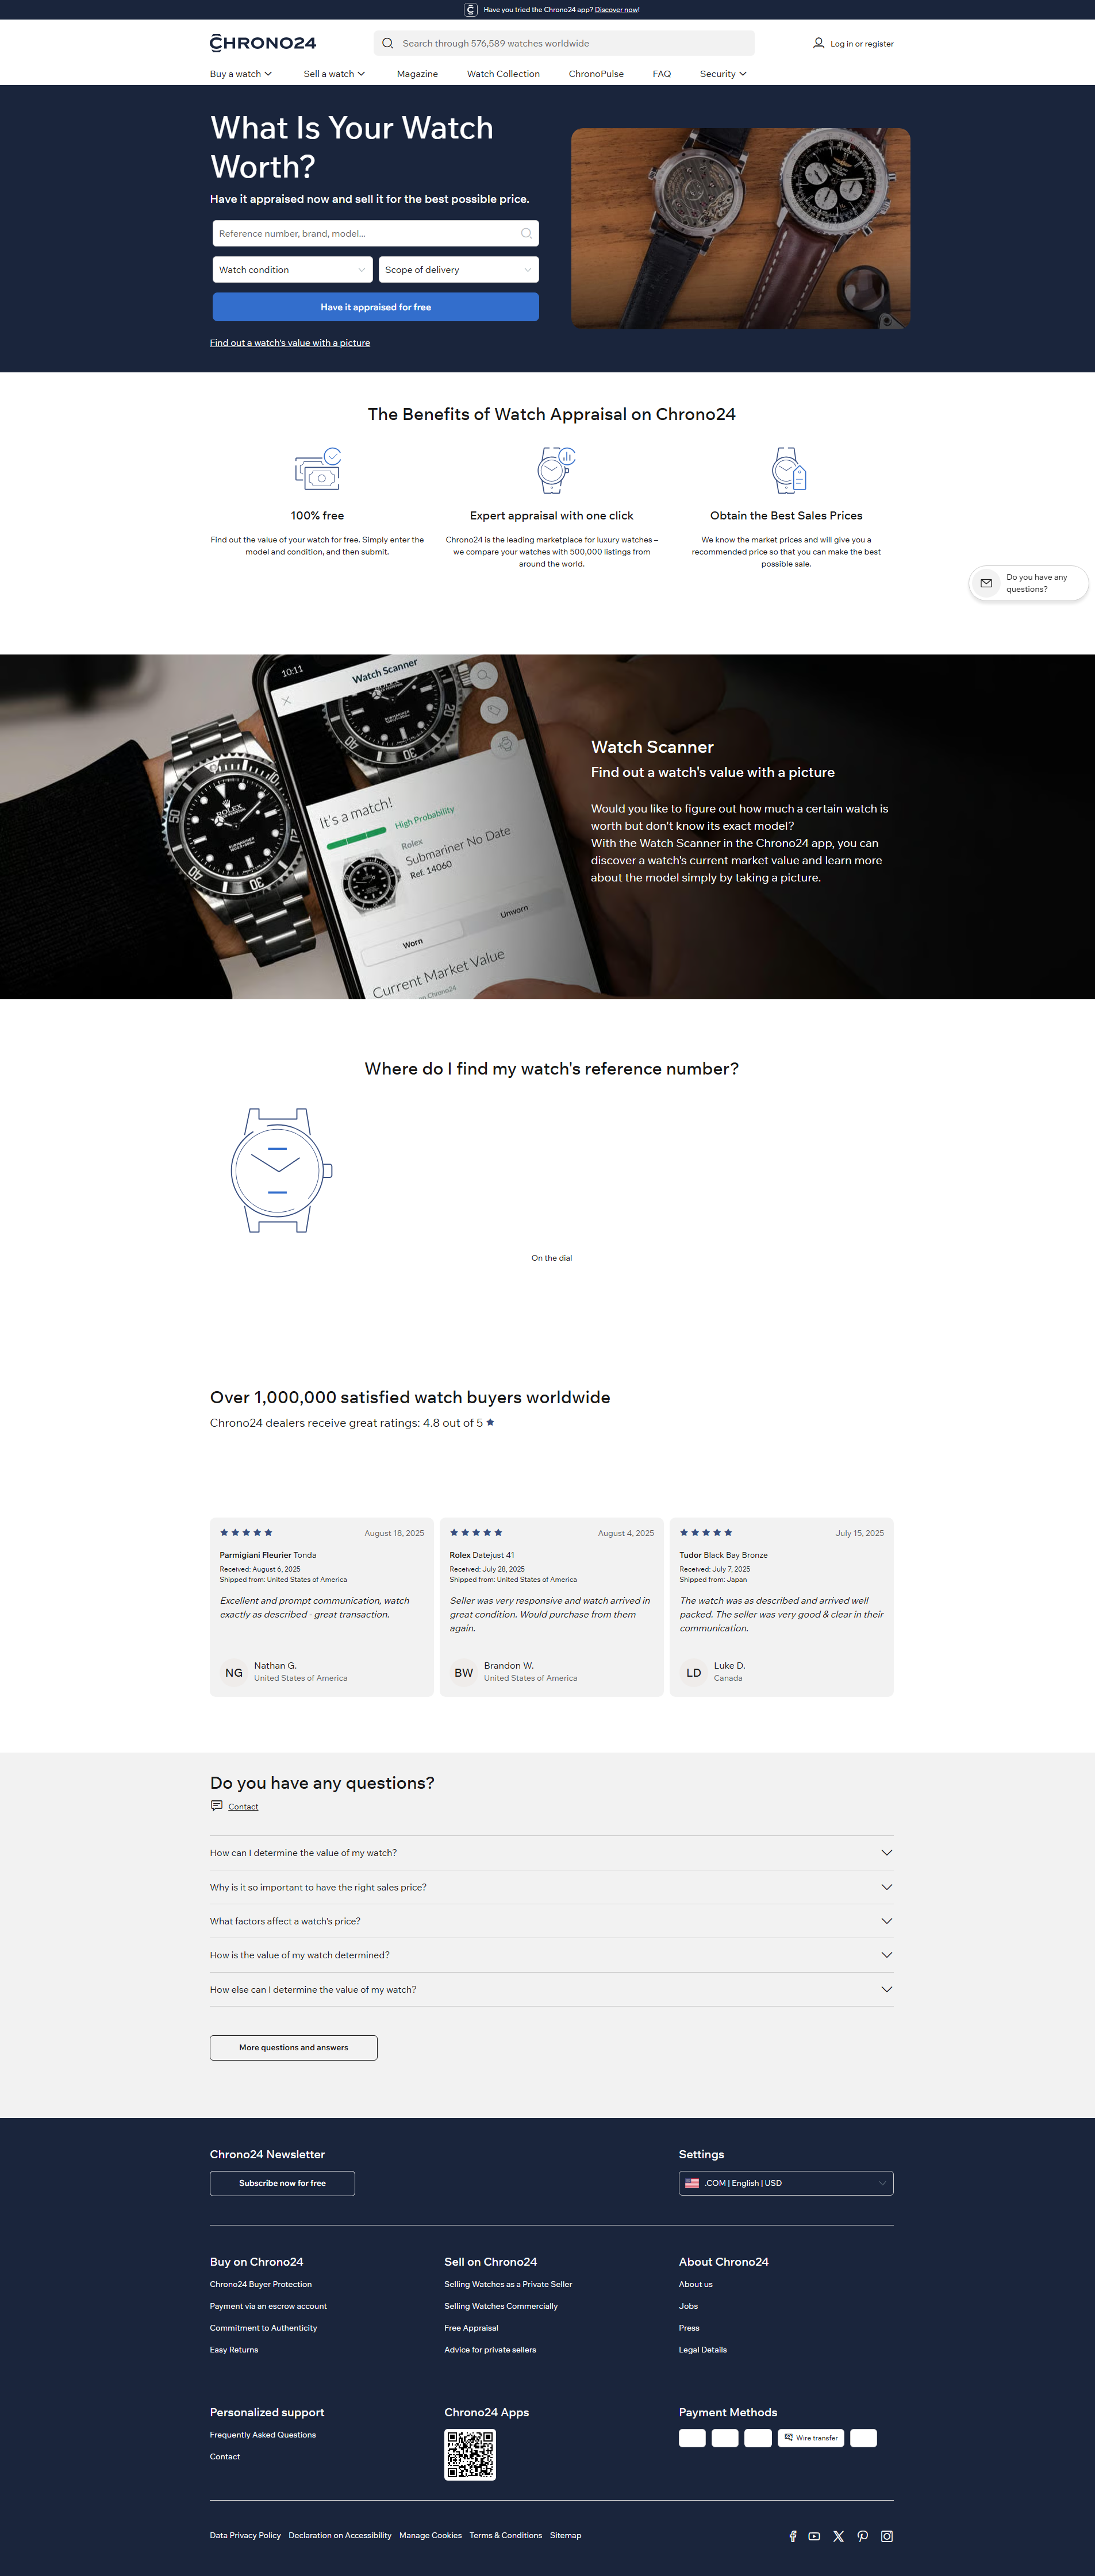 Have you tried the Chrono24 app? Discover now!
CHRONO24
Search through 576,589 watches worldwide
Log in or register
Buy a watch
Sell a watch
Magazine
Watch Collection
ChronoPulse
FAQ
Security
What Is Your Watch
Worth?
Have it appraised now and sell it for the best possible price.
Reference number, brand, model...
Watch condition
Scope of delivery
Have it appraised for free
Find out a watch's value with a picture
The Benefits of Watch Appraisal on Chrono24
100% free
Find out the value of your watch for free. Simply enter the
model and condition, and then submit.
Expert appraisal with one click
Chrono24 is the leading marketplace for luxury watches –
we compare your watches with 500,000 listings from
around the world.
Obtain the Best Sales Prices
We know the market prices and will give you a
recommended price so that you can make the best
possible sale.
Do you have any
questions?
10:11
Watch Scanner
It's a match!
High Probability
Rolex
Submariner No Date
Ref. 14060
Worn
Unworn
Current Market Value
on Chrono24
ROLEX
50
20
30
Watch Scanner
Find out a watch's value with a picture
Would you like to figure out how much a certain watch is
worth but don't know its exact model?
With the Watch Scanner in the Chrono24 app, you can
discover a watch's current market value and learn more
about the model simply by taking a picture.
Where do I find my watch's reference number?
On the dial
Over 1,000,000 satisfied watch buyers worldwide
Chrono24 dealers receive great ratings: 4.8 out of 5
August 18, 2025
Parmigiani Fleurier Tonda
Received: August 6, 2025
Shipped from: United States of America
Excellent and prompt communication, watch
exactly as described - great transaction.
NG
Nathan G.
United States of America
August 4, 2025
Rolex Datejust 41
Received: July 28, 2025
Shipped from: United States of America
Seller was very responsive and watch arrived in
great condition. Would purchase from them
again.
BW
Brandon W.
United States of America
July 15, 2025
Tudor Black Bay Bronze
Received: July 7, 2025
Shipped from: Japan
The watch was as described and arrived well
packed. The seller was very good & clear in their
communication.
LD
Luke D.
Canada
Do you have any questions?
Contact
How can I determine the value of my watch?
Why is it so important to have the right sales price?
What factors affect a watch's price?
How is the value of my watch determined?
How else can I determine the value of my watch?
More questions and answers
Chrono24 Newsletter
Subscribe now for free
Settings
.COM | English | USD
Buy on Chrono24
Chrono24 Buyer Protection
Payment via an escrow account
Commitment to Authenticity
Easy Returns
Sell on Chrono24
Selling Watches as a Private Seller
Selling Watches Commercially
Free Appraisal
Advice for private sellers
About Chrono24
About us
Jobs
Press
Legal Details
Personalized support
Frequently Asked Questions
Contact
Chrono24 Apps
Payment Methods
Wire transfer
Data Privacy Policy
Declaration on Accessibility
Manage Cookies
Terms & Conditions
Sitemap